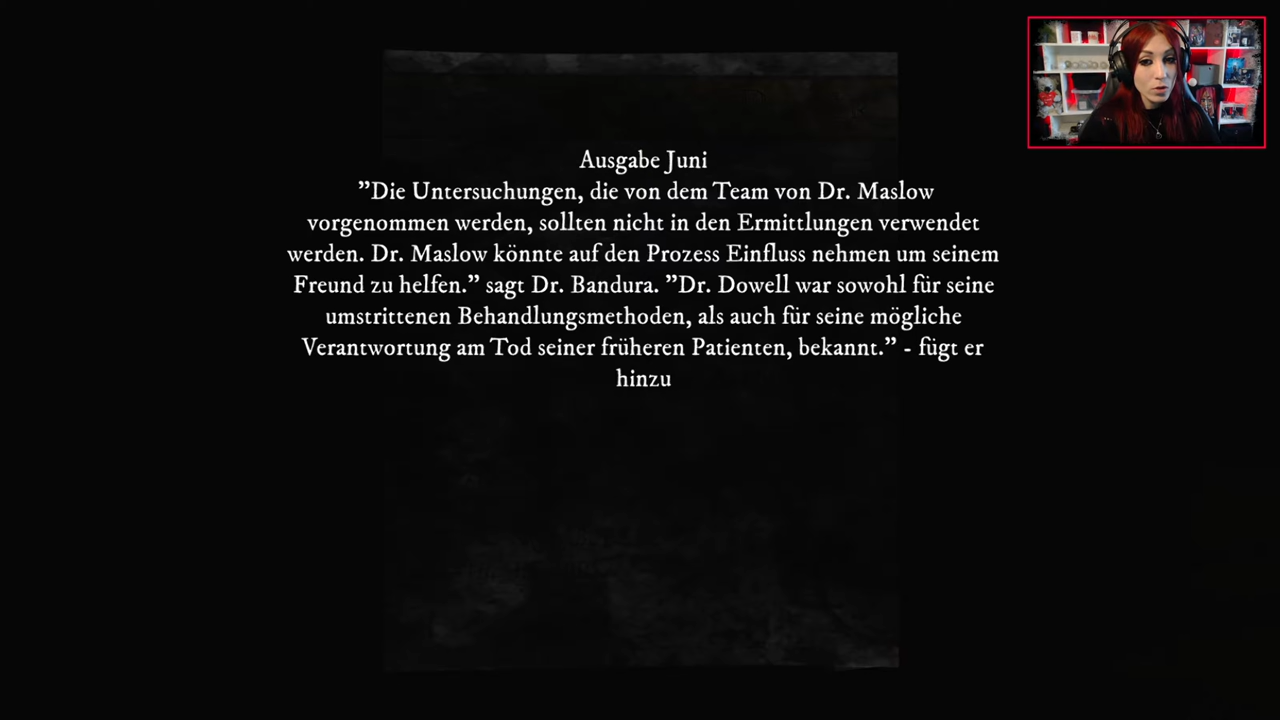 Ausgabe Juni
"Die Untersuchungen, die von dem Team von Dr. Maslow
vorgenommen werden, sollten nicht in den Ermittlungen verwendet
werden. Dr. Maslow könnte auf den Prozess Einfluss nehmen um seinem
Freund zu helfen." sagt Dr. Bandura. "Dr. Dowell war sowohl für seine
umstrittenen Behandlungsmethoden, als auch für seine mögliche
Verantwortung am Tod seiner früheren Patienten, bekannt." - fügt er
hinzu